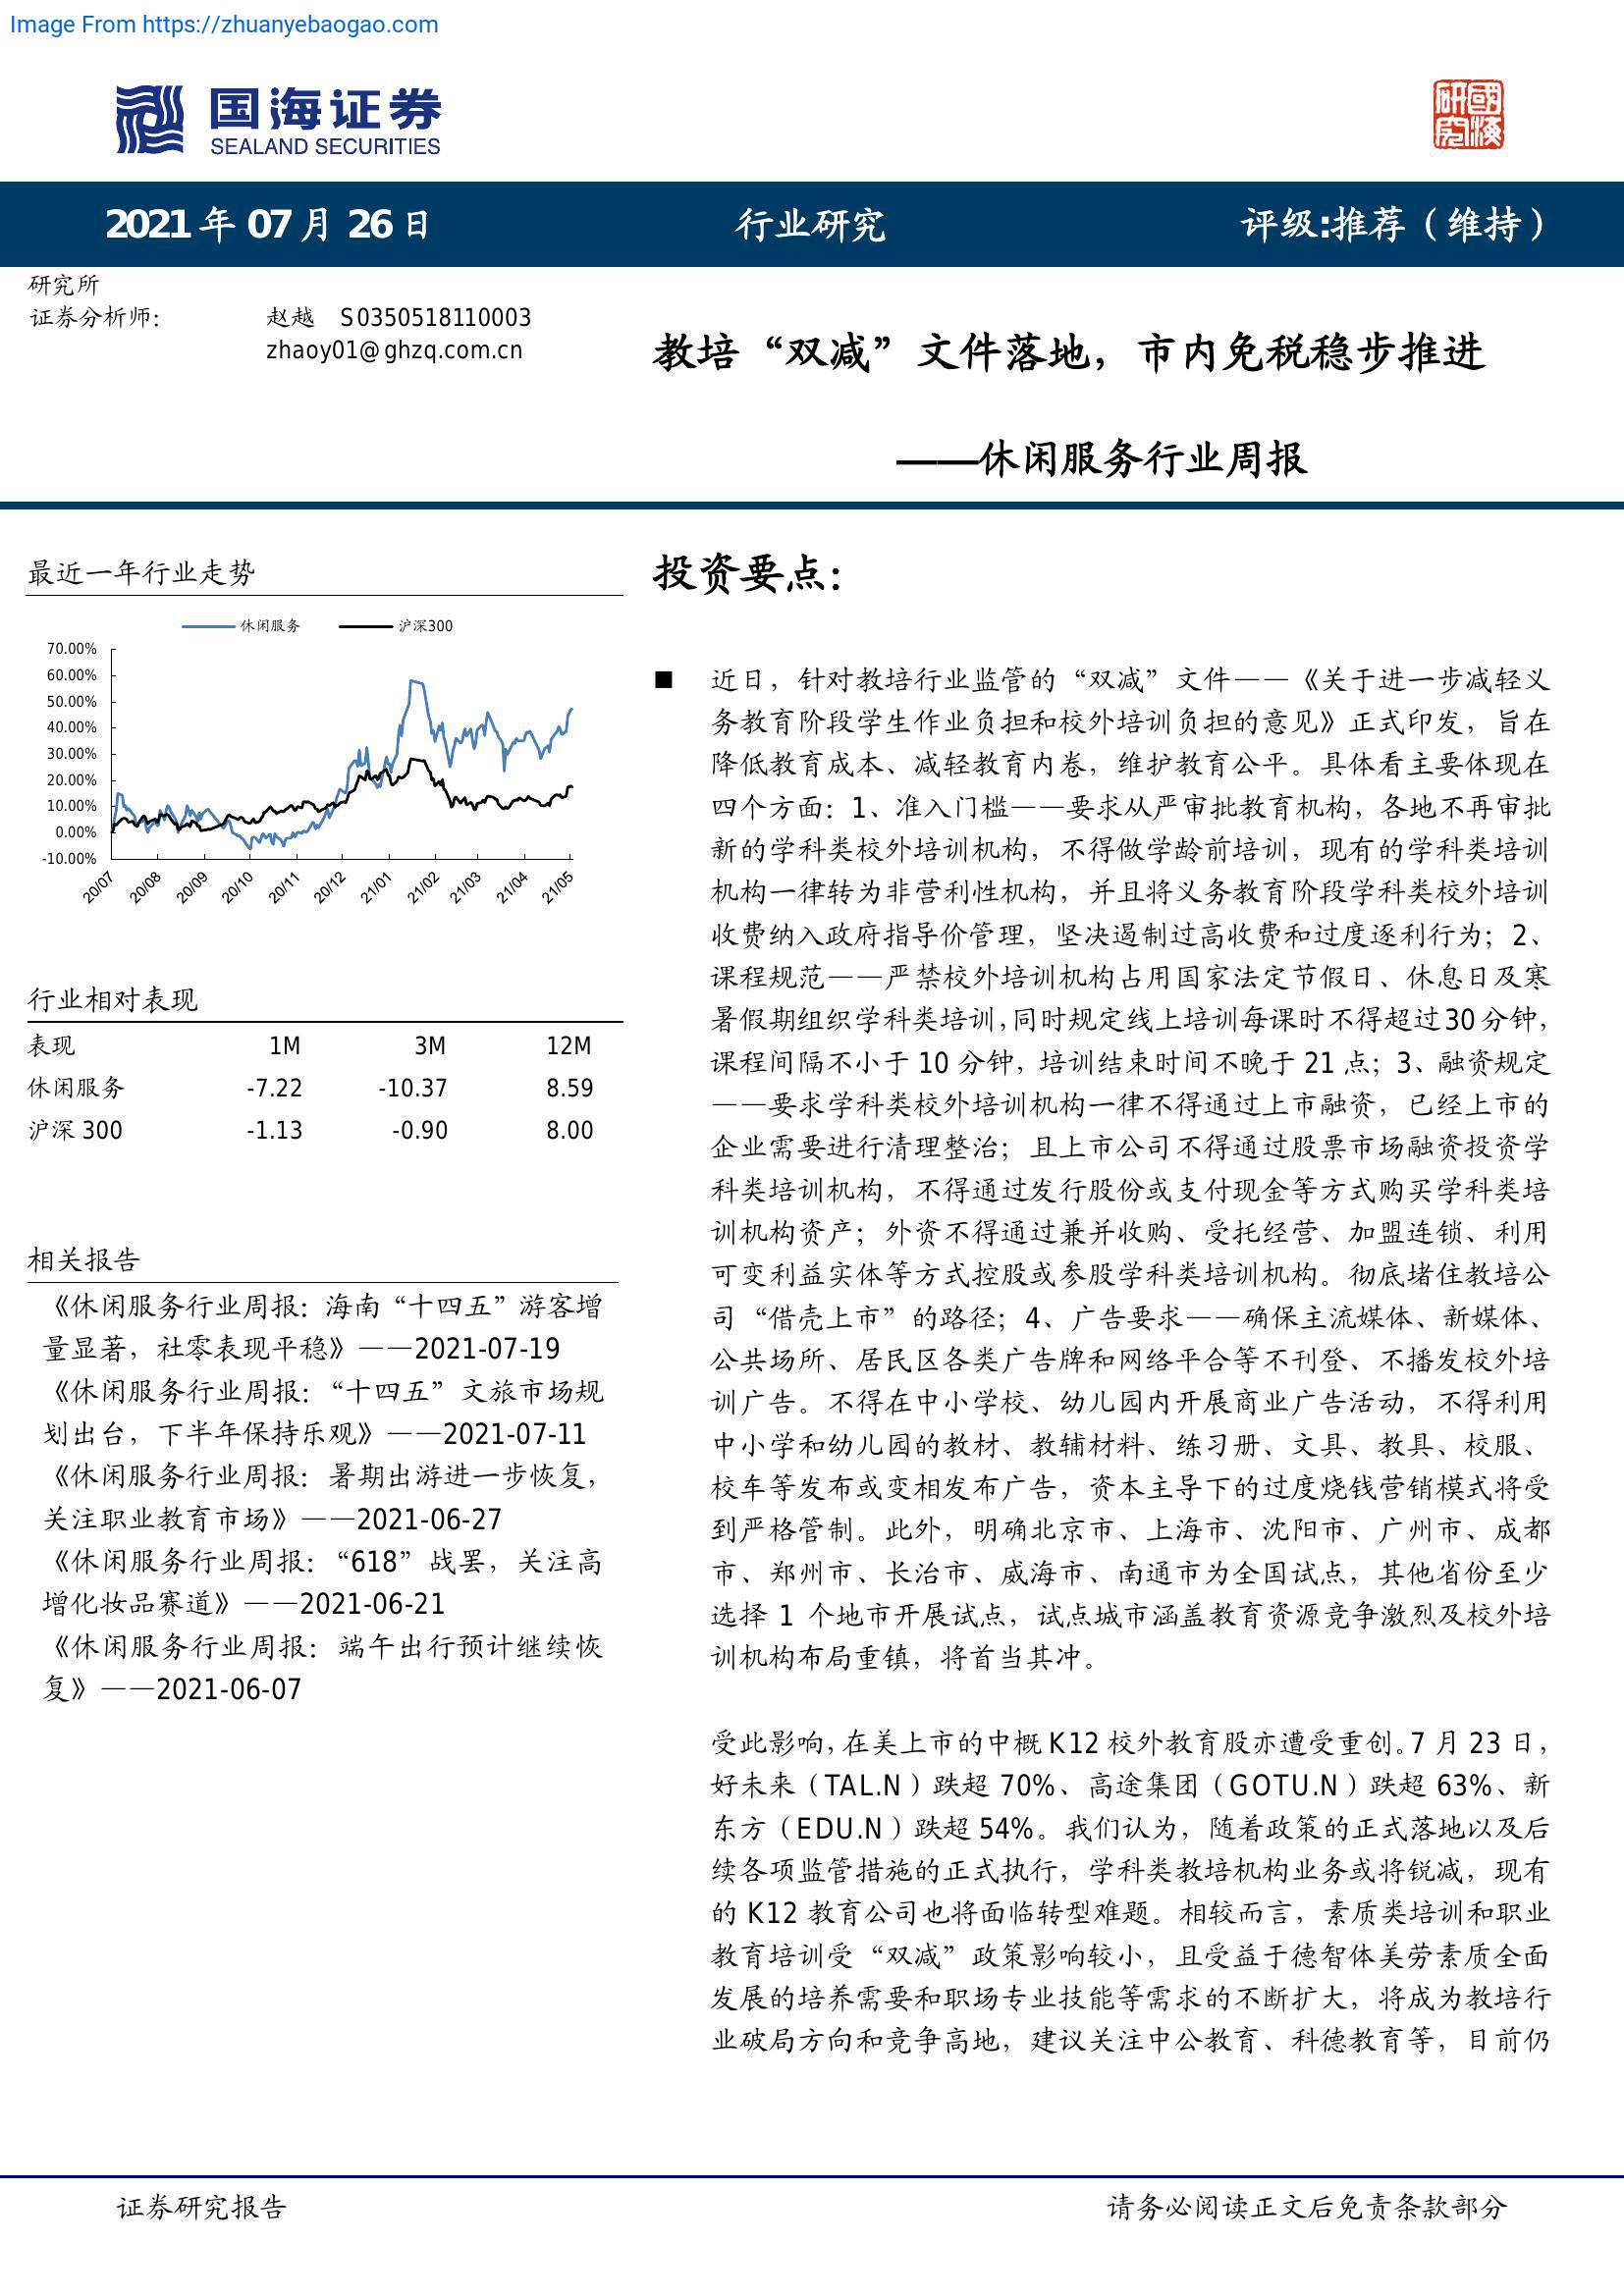 Image From https://zhuanyebaogao.com
国海证券
SEALAND SECURITIES
研究
國海
2021 年 07 月 26 日
行业研究
评级:推荐（维持）
研究所
证券分析师：
赵越 S0350518110003
zhaoy01@ghzq.com.cn
教培“双减”文件落地，市内免税稳步推进
——休闲服务行业周报
最近一年行业走势
休闲服务
沪深300
70.00%
60.00%
50.00%
40.00%
30.00%
20.00%
10.00%
0.00%
-10.00%
20/07
20/08
20/09
20/10
20/11
20/12
21/01
21/02
21/03
21/04
21/05
行业相对表现
表现 1M 3M 12M
休闲服务 -7.22 -10.37 8.59
沪深 300 -1.13 -0.90 8.00
相关报告
《休闲服务行业周报：海南“十四五”游客增
量显著，社零表现平稳》——2021-07-19
《休闲服务行业周报：“十四五”文旅市场规
划出台，下半年保持乐观》——2021-07-11
《休闲服务行业周报：暑期出游进一步恢复，
关注职业教育市场》——2021-06-27
《休闲服务行业周报：“618”战罢，关注高
增化妆品赛道》——2021-06-21
《休闲服务行业周报：端午出行预计继续恢
复》——2021-06-07
投资要点：
■ 近日，针对教培行业监管的“双减”文件——《关于进一步减轻义
务教育阶段学生作业负担和校外培训负担的意见》正式印发，旨在
降低教育成本、减轻教育内卷，维护教育公平。具体看主要体现在
四个方面：1、准入门槛——要求从严审批教育机构，各地不再审批
新的学科类校外培训机构，不得做学龄前培训，现有的学科类培训
机构一律转为非营利性机构，并且将义务教育阶段学科类校外培训
收费纳入政府指导价管理，坚决遏制过高收费和过度逐利行为；2、
课程规范——严禁校外培训机构占用国家法定节假日、休息日及寒
暑假期组织学科类培训，同时规定线上培训每课时不得超过30分钟，
课程间隔不小于 10 分钟，培训结束时间不晚于 21 点；3、融资规定
——要求学科类校外培训机构一律不得通过上市融资，已经上市的
企业需要进行清理整治；且上市公司不得通过股票市场融资投资学
科类培训机构，不得通过发行股份或支付现金等方式购买学科类培
训机构资产；外资不得通过兼并收购、受托经营、加盟连锁、利用
可变利益实体等方式控股或参股学科类培训机构。彻底堵住教培公
司“借壳上市”的路径；4、广告要求——确保主流媒体、新媒体、
公共场所、居民区各类广告牌和网络平台等不刊登、不播发校外培
训广告。不得在中小学校、幼儿园内开展商业广告活动，不得利用
中小学和幼儿园的教材、教辅材料、练习册、文具、教具、校服、
校车等发布或变相发布广告，资本主导下的过度烧钱营销模式将受
到严格管制。此外，明确北京市、上海市、沈阳市、广州市、成都
市、郑州市、长治市、威海市、南通市为全国试点，其他省份至少
选择 1 个地市开展试点，试点城市涵盖教育资源竞争激烈及校外培
训机构布局重镇，将首当其冲。
受此影响，在美上市的中概 K12 校外教育股亦遭受重创。7 月 23 日，
好未来（TAL.N）跌超 70%、高途集团（GOTU.N）跌超 63%、新
东方（EDU.N）跌超 54%。我们认为，随着政策的正式落地以及后
续各项监管措施的正式执行，学科类教培机构业务或将锐减，现有
的 K12 教育公司也将面临转型难题。相较而言，素质类培训和职业
教育培训受“双减”政策影响较小，且受益于德智体美劳素质全面
发展的培养需要和职场专业技能等需求的不断扩大，将成为教培行
业破局方向和竞争高地，建议关注中公教育、科德教育等，目前仍
证券研究报告
请务必阅读正文后免责条款部分